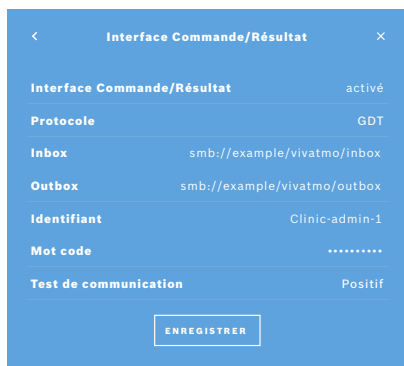 Interface Commande/Résultat
Interface Commande/Résultat activé
Protocole GDT
Inbox smb://example/vivatmo/inbox
Outbox smb://example/vivatmo/outbox
Identifiant Clinic-admin-1
Mot code ••••••••••
Test de communication Positif
ENREGISTRER